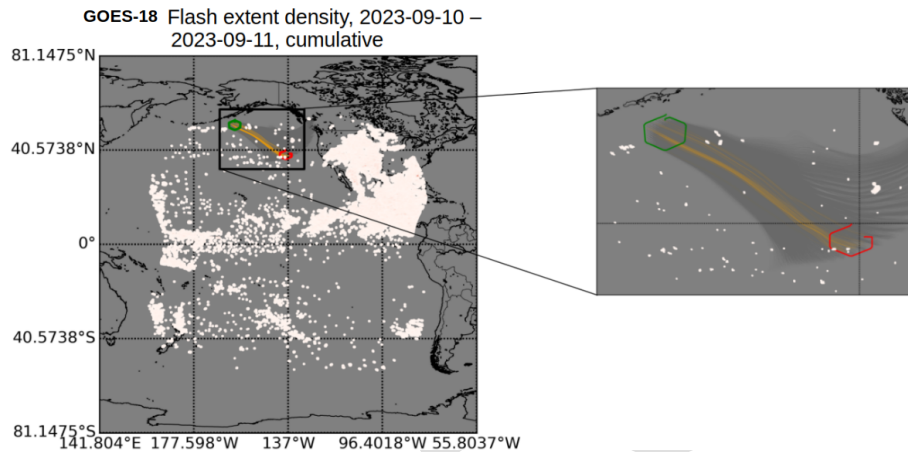 GOES-18 Flash extent density, 2023-09-10 –
2023-09-11, cumulative
81.1475°N
40.5738°N
0°
40.5738°S
81.1475°S
141.804°E 177.598°W 137°W 96.4018°W 55.8037°W